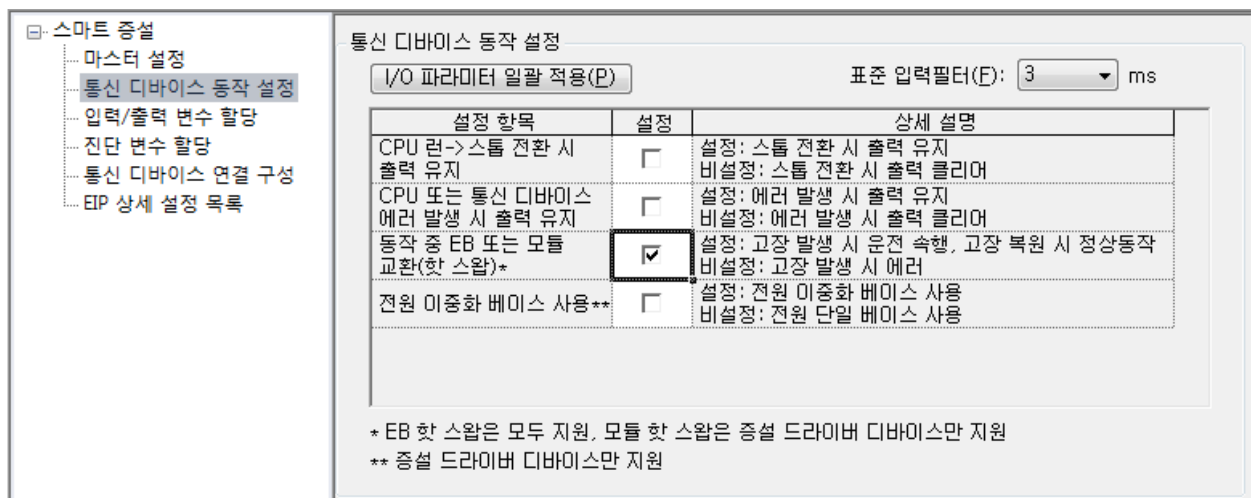 스마트 증설
마스터 설정
통신 디바이스 동작 설정
입력/출력 변수 할당
진단 변수 할당
통신 디바이스 연결 구성
EIP 상세 설정 목록
통신 디바이스 동작 설정
I/O 파라미터 일괄 적용(P)
표준 입력필터(F): 3 ms
설정 항목 설정 상세 설명
CPU 런->스톱 전환 시
출력 유지
설정: 스톱 전환 시 출력 유지
비설정: 스톱 전환 시 출력 클리어
CPU 또는 통신 디바이스
에러 발생 시 출력 유지
설정: 에러 발생 시 출력 유지
비설정: 에러 발생 시 출력 클리어
동작 중 EB 또는 모듈
교환(핫 스왑)*
설정: 고장 발생 시 운전 속행, 고장 복원 시 정상동작
비설정: 고장 발생 시 에러
전원 이중화 베이스 사용**
설정: 전원 이중화 베이스 사용
비설정: 전원 단일 베이스 사용
* EB 핫 스왑은 모두 지원, 모듈 핫 스왑은 증설 드라이버 디바이스만 지원
** 증설 드라이버 디바이스만 지원